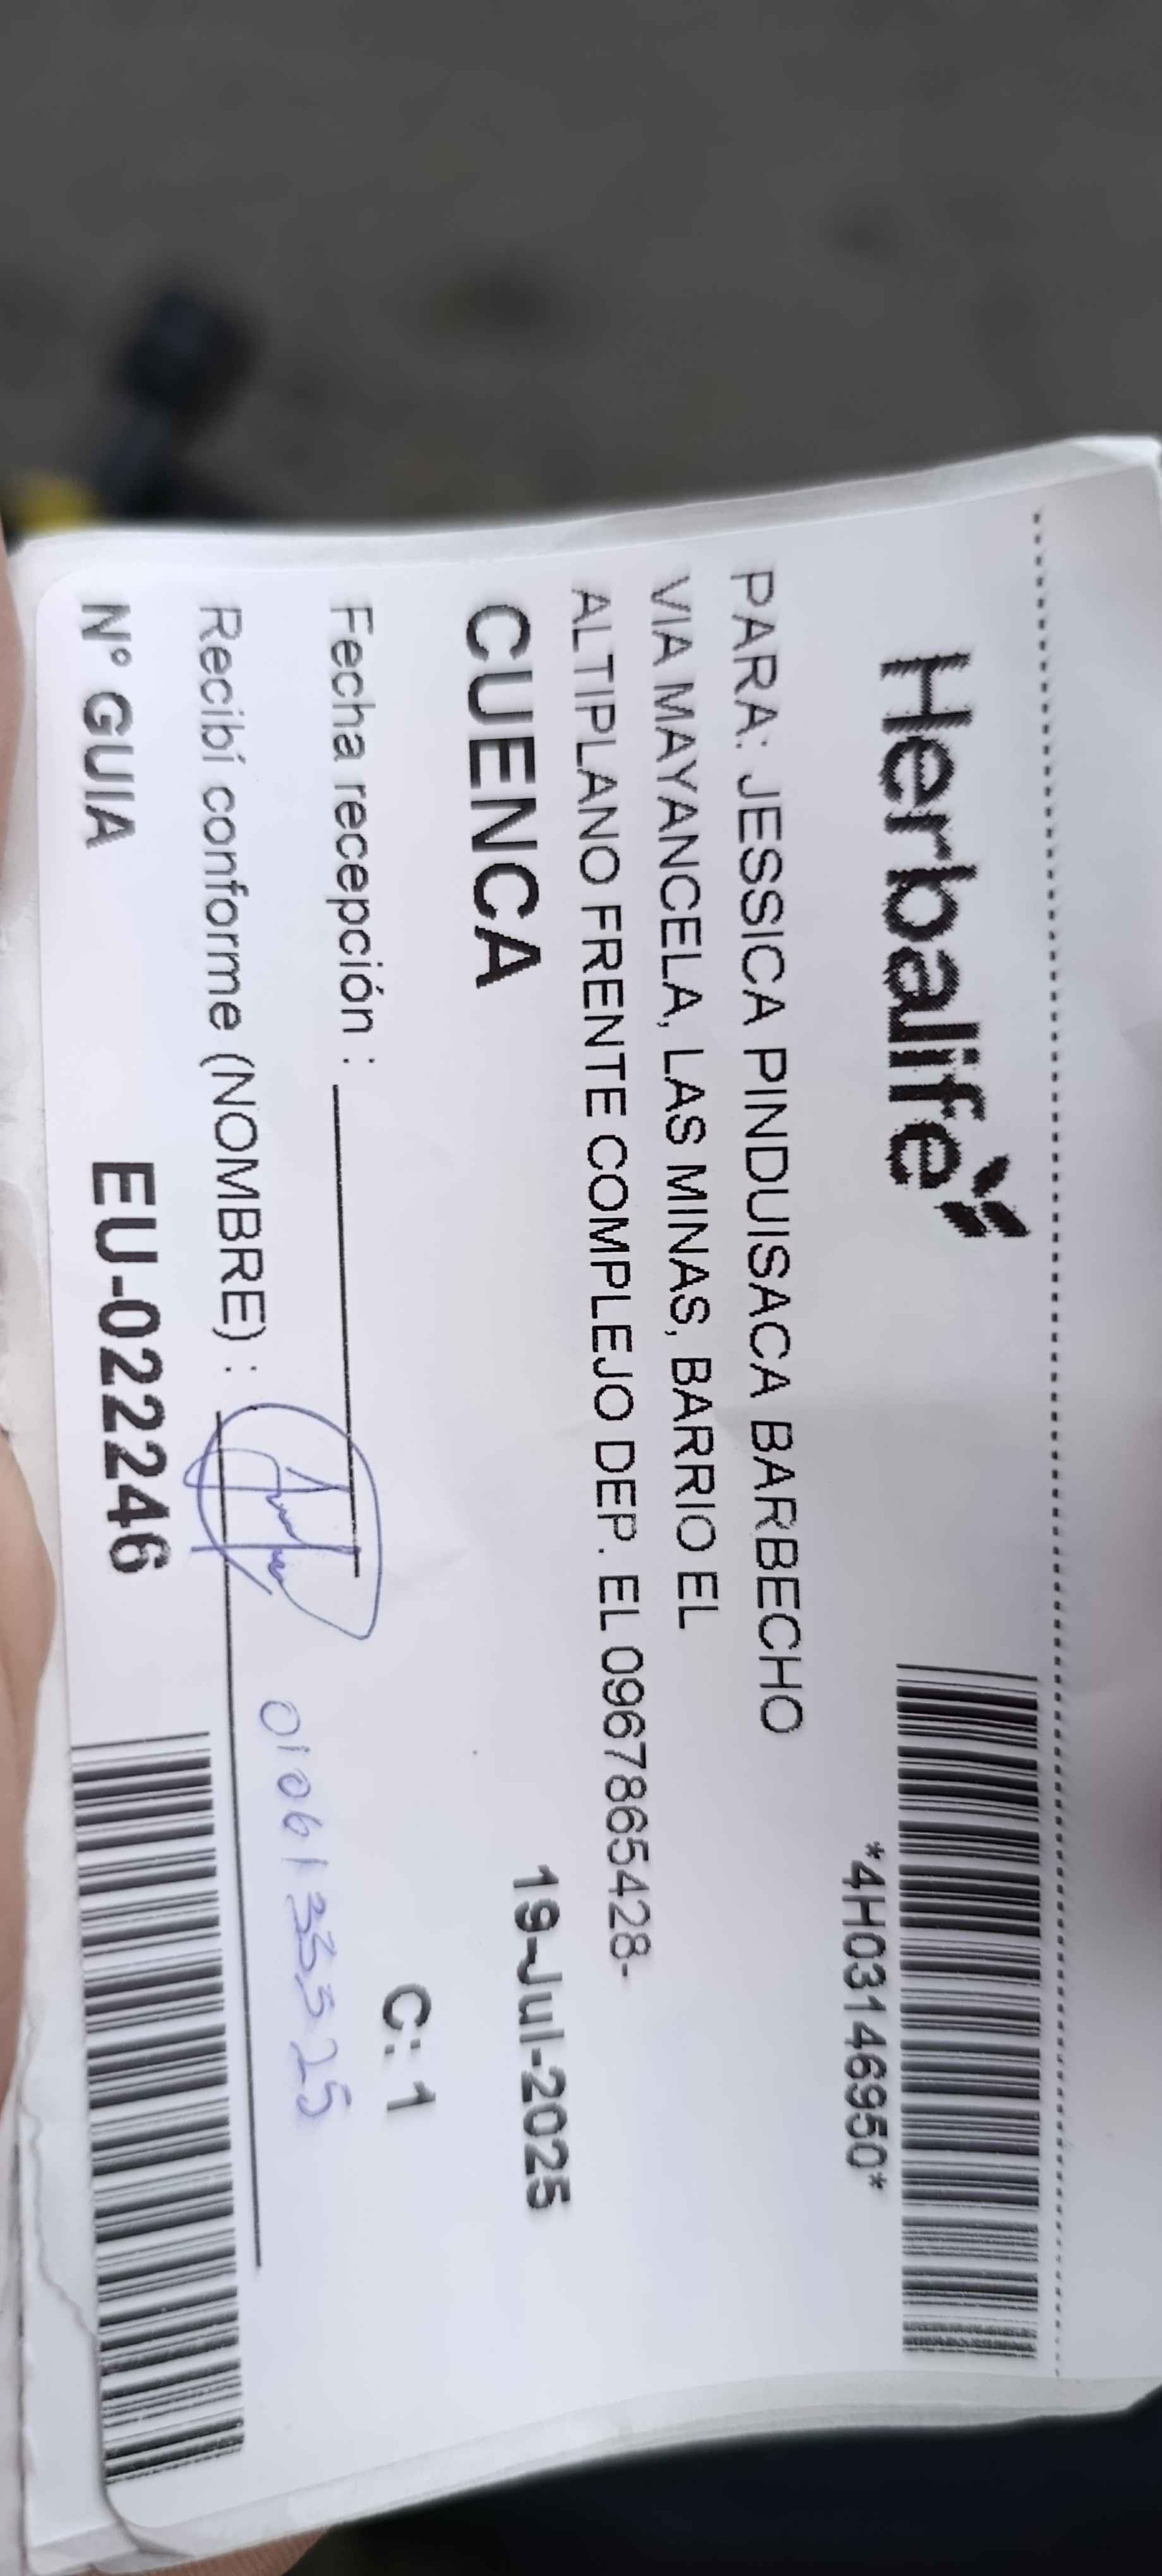 Herbalife
*4H03146950*
PARA: JESSICA PINDUISACA BARBECHO
VIA MAYANCELA, LAS MINAS, BARRIO EL
ALTIPLANO FRENTE COMPLEJO DEP. EL 0967865428-
CUENCA 19-Jul-2025
C: 1
Fecha recepción :
Recibí conforme (NOMBRE) :
0106133525
N° GUIA EU-022246